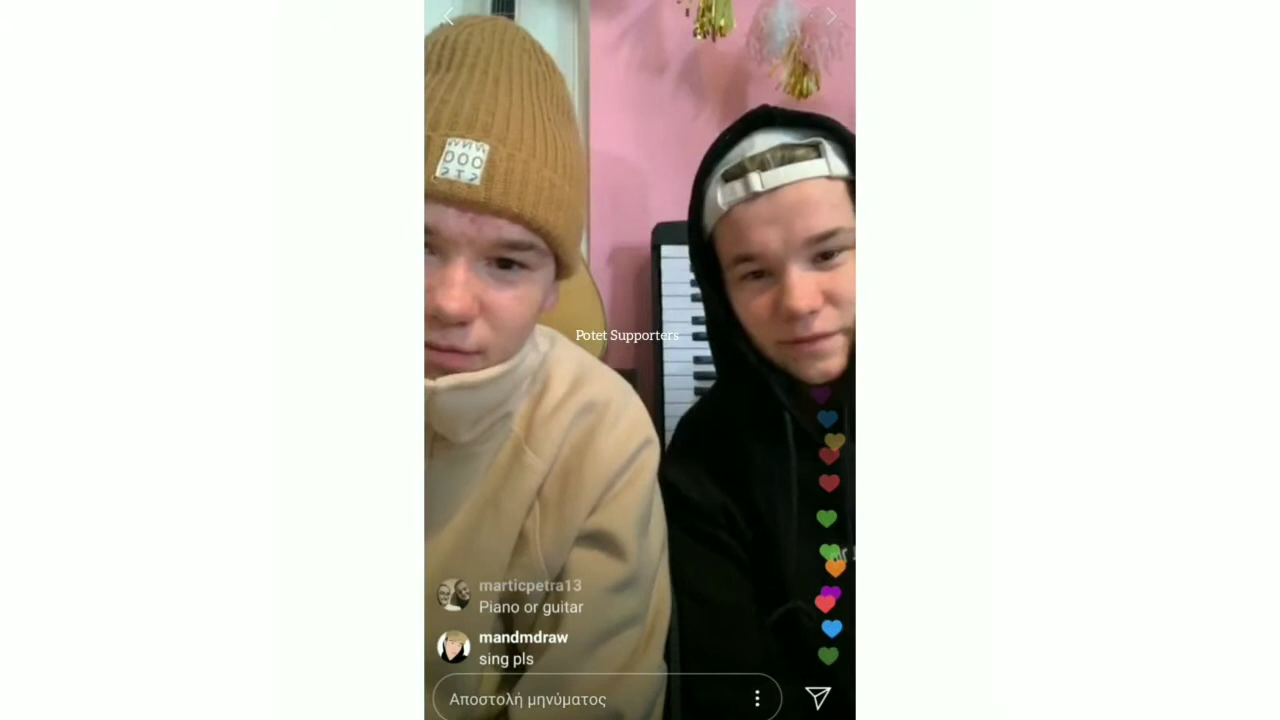 Potet Supporters
marticpetra13
Piano or guitar
mandmdraw
sing pls
Αποστολή μηνύματος